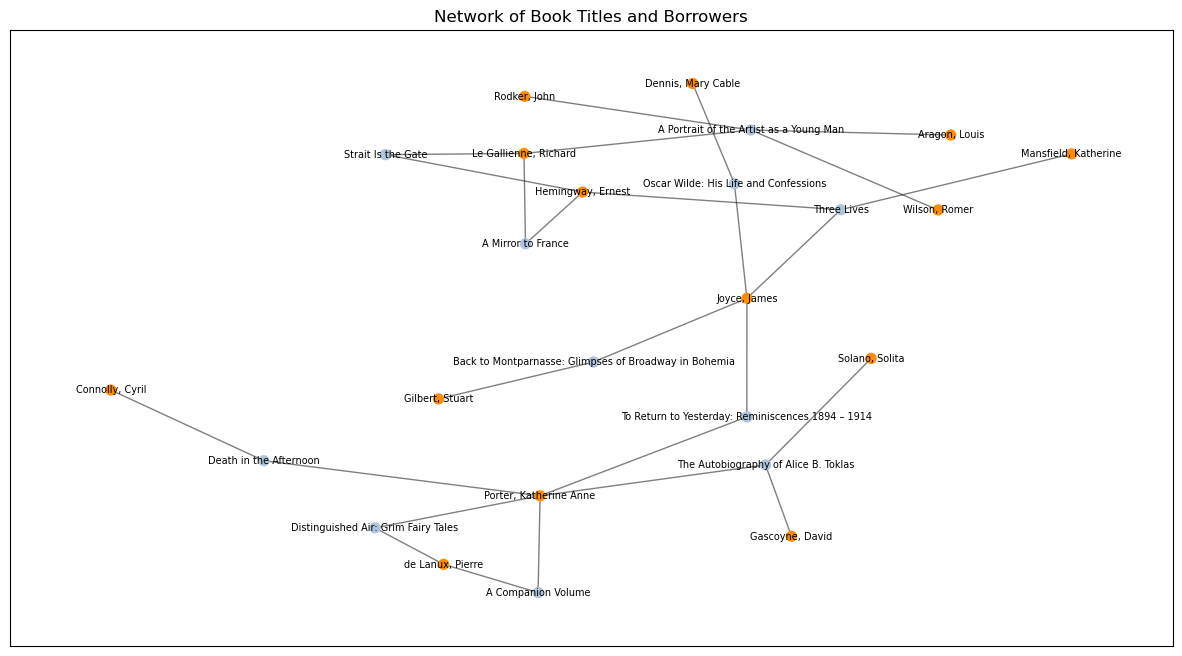 Network of Book Titles and Borrowers
Dennis, Mary Cable
Rodker, John
A Portrait of the Artist as a Young Man
Aragon, Louis
Strait Is the Gate
Le Gallienne, Richard
Mansfield, Katherine
Oscar Wilde: His Life and Confessions
Hemingway, Ernest
Three Lives
Wilson, Romer
A Mirror to France
Joyce, James
Solano, Solita
Back to Montparnasse: Glimpses of Broadway in Bohemia
Connolly, Cyril
Gilbert, Stuart
To Return to Yesterday: Reminiscences 1894 – 1914
Death in the Afternoon
The Autobiography of Alice B. Toklas
Porter, Katherine Anne
Distinguished Air: Grim Fairy Tales
Gascoyne, David
de Lanux, Pierre
A Companion Volume